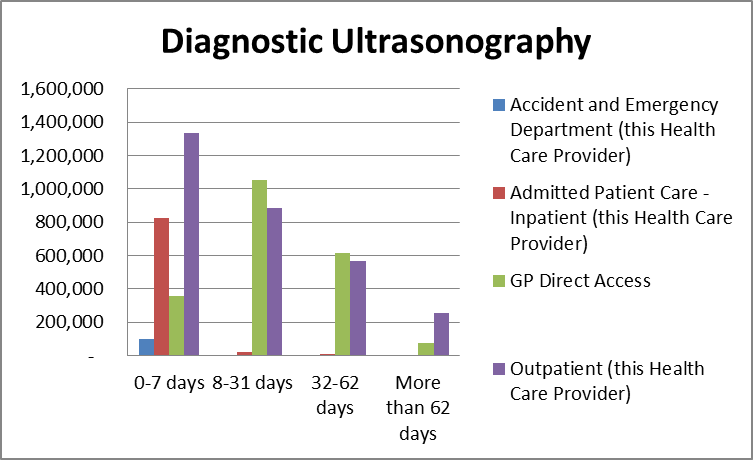 Diagnostic Ultrasonography
1,600,000
1,400,000
1,200,000
1,000,000
800,000
600,000
400,000
200,000
-
0-7 days
8-31 days
32-62
days
More
than 62
days
Accident and Emergency
Department (this Health
Care Provider)
Admitted Patient Care -
Inpatient (this Health Care
Provider)
GP Direct Access
Outpatient (this Health
Care Provider)